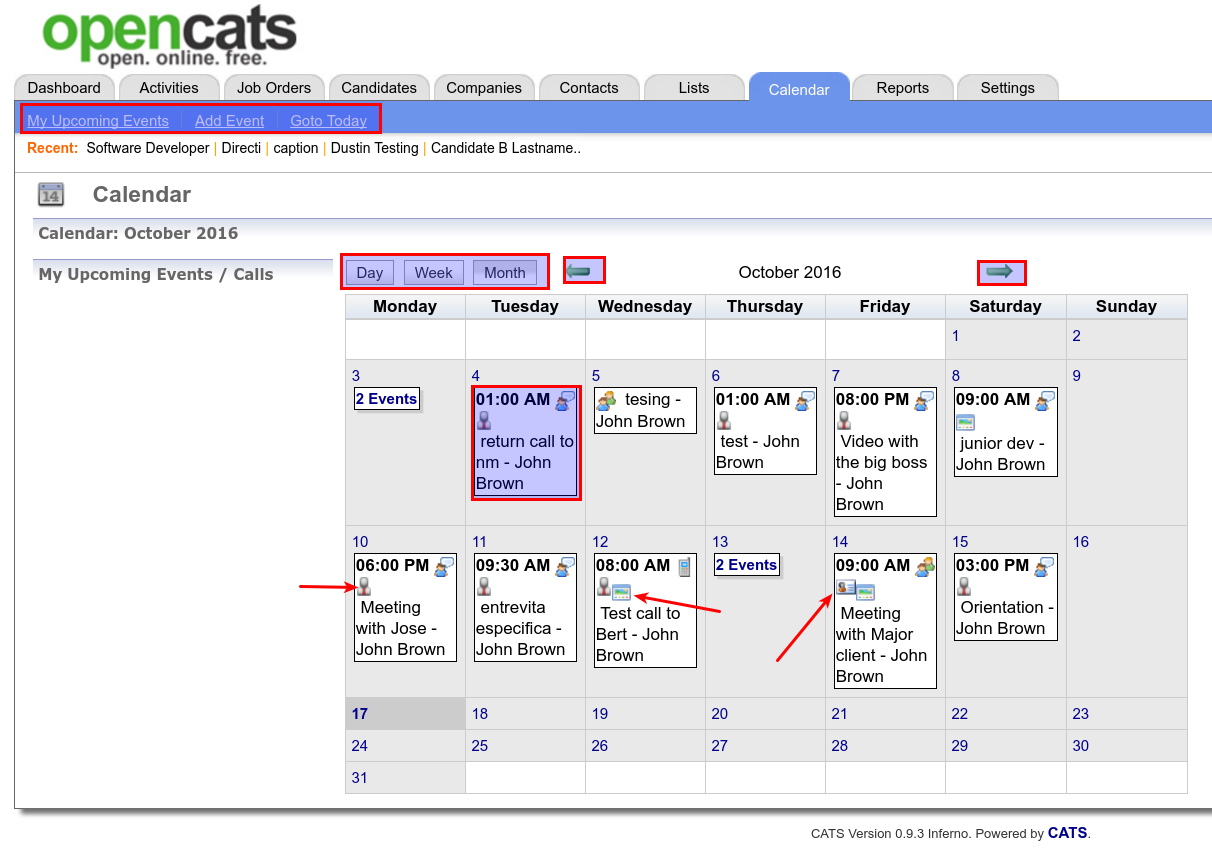 opencats
open. online. free.
Dashboard Activities Job Orders Candidates Companies Contacts Lists Calendar Reports Settings
My Upcoming Events Add Event Goto Today
Recent: Software Developer | Directi | caption | Dustin Testing | Candidate B Lastname..
14 Calendar
Calendar: October 2016
My Upcoming Events / Calls
Day Week Month October 2016
Monday Tuesday Wednesday Thursday Friday Saturday Sunday
1 2
3
2 Events
4
01:00 AM
return call to
nm - John
Brown
5
tesing -
John Brown
6
01:00 AM
test - John
Brown
7
08:00 PM
Video with
the big boss
- John
Brown
8
09:00 AM
junior dev -
John Brown
9
10
06:00 PM
Meeting
with Jose -
John Brown
11
09:30 AM
entrevita
especifica -
John Brown
12
08:00 AM
Test call to
Bert - John
Brown
13
2 Events
14
09:00 AM
Meeting
with Major
client - John
Brown
15
03:00 PM
Orientation -
John Brown
16
17 18 19 20 21 22 23
24 25 26 27 28 29 30
31
CATS Version 0.9.3 Inferno. Powered by CATS.